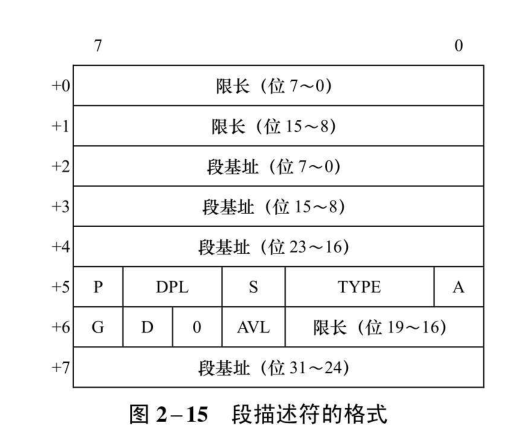 7 0
+0 限长（位 7～0）
+1 限长（位 15～8）
+2 段基址（位 7～0）
+3 段基址（位 15～8）
+4 段基址（位 23～16）
+5 P DPL S TYPE A
+6 G D 0 AVL 限长（位 19～16）
+7 段基址（位 31～24）
图 2-15 段描述符的格式